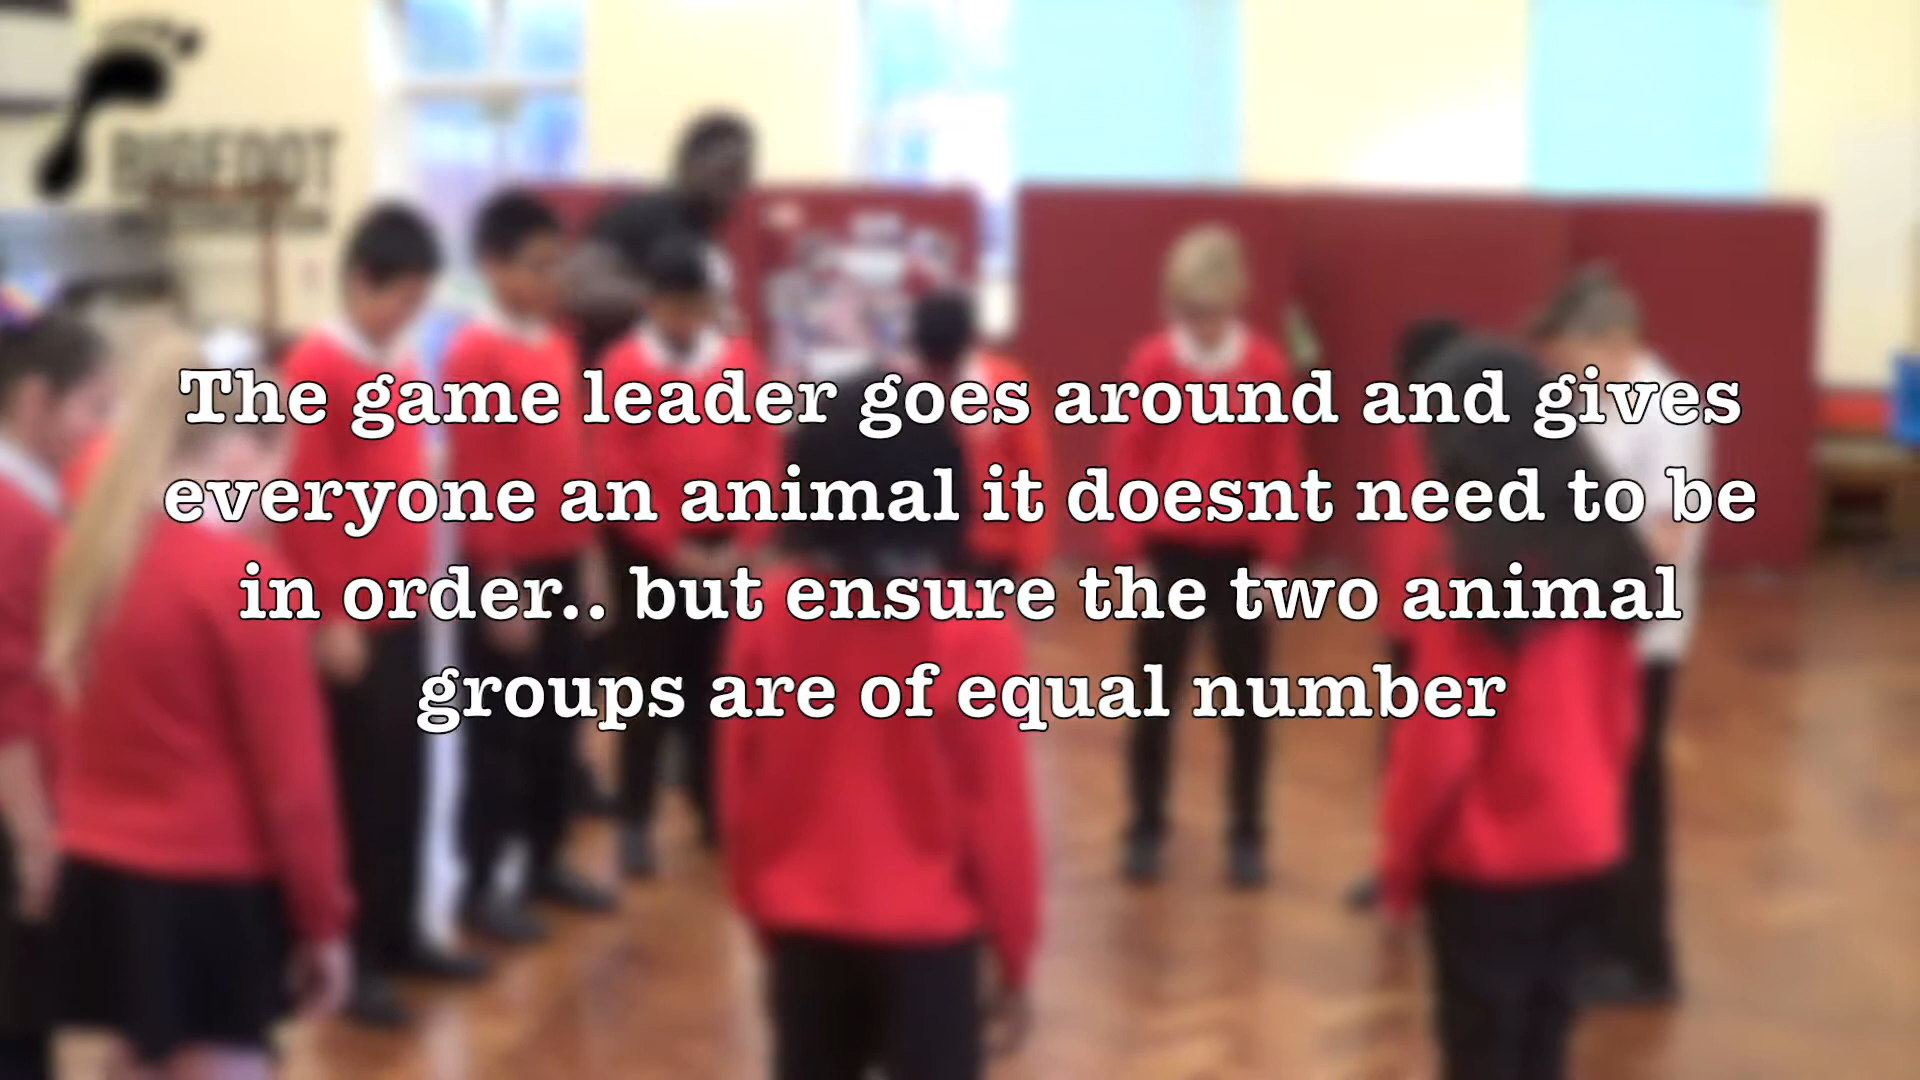 BIGFOOT
The game leader goes around and gives
everyone an animal it doesnt need to be
in order.. but ensure the two animal
groups are of equal number